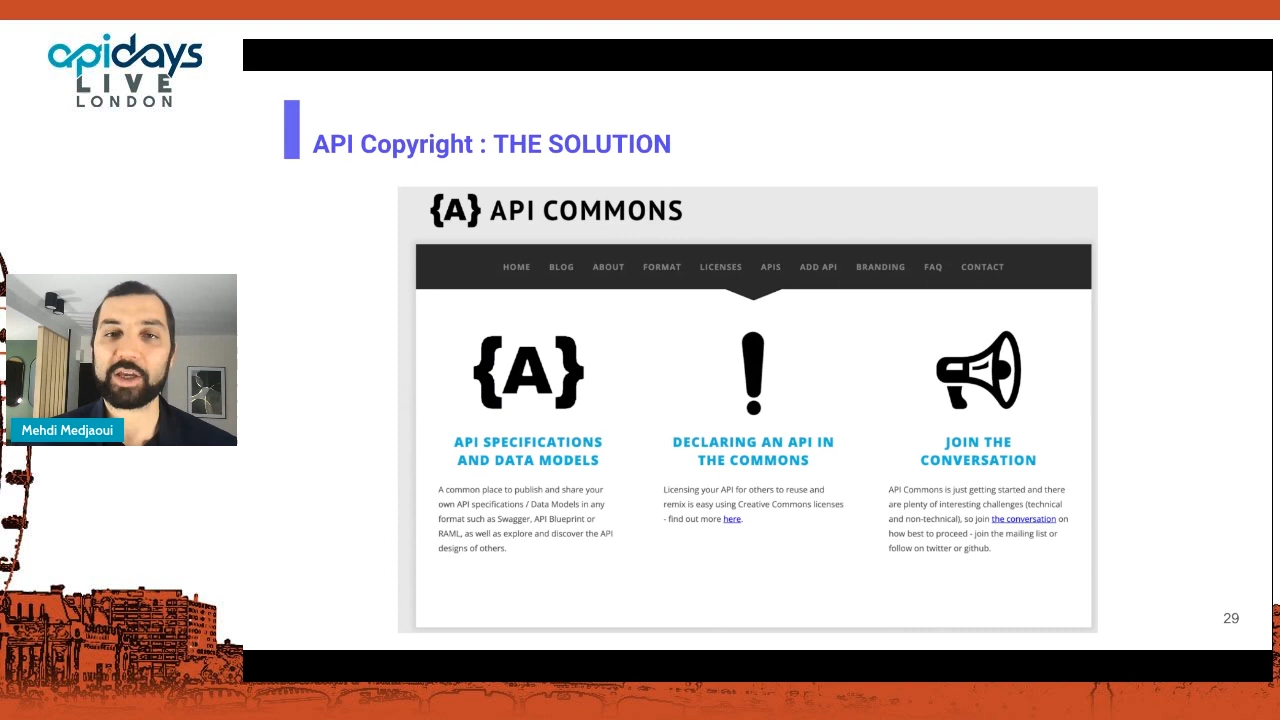 apidays
LIVE
LONDON
API Copyright : THE SOLUTION
{A} API COMMONS
HOME BLOG ABOUT FORMAT LICENSES APIS ADD API BRANDING FAQ CONTACT
{A}
!
API SPECIFICATIONS
AND DATA MODELS
A common place to publish and share your
own API specifications / Data Models in any
format such as Swagger, API Blueprint or
RAML, as well as explore and discover the API
designs of others.
DECLARING AN API IN
THE COMMONS
Licensing your API for others to reuse and
remix is easy using Creative Commons licenses
- find out more here.
JOIN THE
CONVERSATION
API Commons is just getting started and there
are plenty of interesting challenges (technical
and non-technical), so join the conversation on
how best to proceed - join the mailing list or
follow on twitter or github.
Mehdi Medjaoui
29